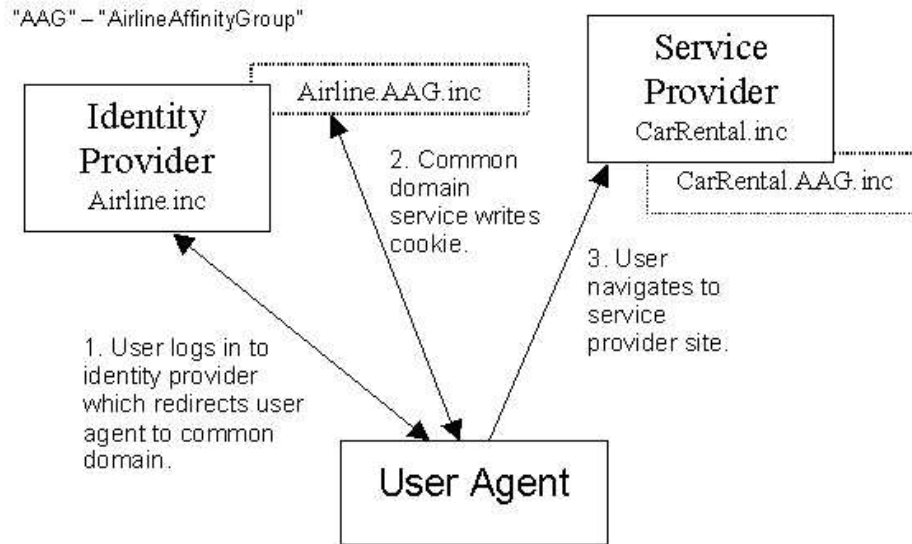 "AAG" – "AirlineAffinityGroup"
Identity
Provider
Airline.inc
Airline.AAG.inc
Service
Provider
CarRental.inc
CarRental.AAG.inc
2. Common
domain
service writes
cookie.
3. User
navigates to
service
provider site.
1. User logs in to
identity provider
which redirects user
agent to common
domain.
User Agent